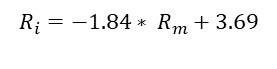 Rᵢ = −1.84 * Rₘ + 3.69